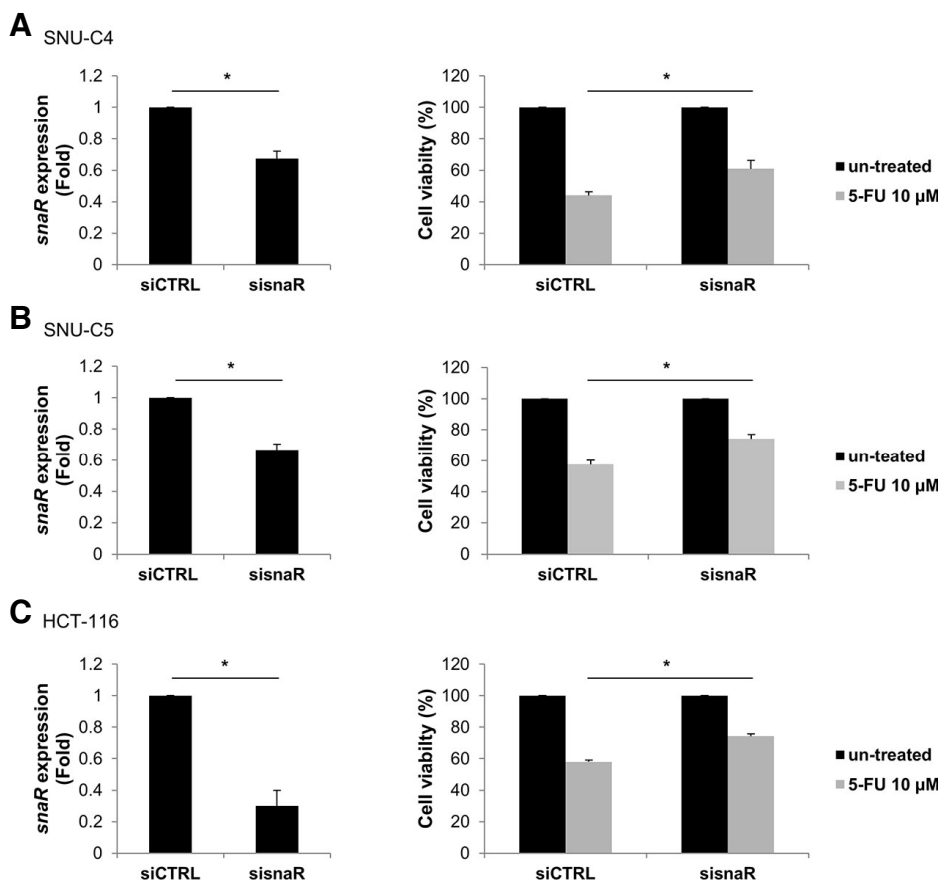 A
SNU-C4
snaR expression
(Fold)
1.2
1
0.8
0.6
0.4
0.2
0
*
siCTRL
sisnaR
Cell viabilty (%)
120
100
80
60
40
20
0
*
siCTRL
sisnaR
un-treated
5-FU 10 µM
B
SNU-C5
snaR expression
(Fold)
1.2
1
0.8
0.6
0.4
0.2
0
*
siCTRL
sisnaR
Cell viability (%)
120
100
80
60
40
20
0
*
siCTRL
sisnaR
un-teated
5-FU 10 µM
C
HCT-116
snaR expression
(Fold)
1.2
1
0.8
0.6
0.4
0.2
0
*
siCTRL
sisnaR
Cell viabilty (%)
120
100
80
60
40
20
0
*
siCTRL
sisnaR
un-treated
5-FU 10 µM